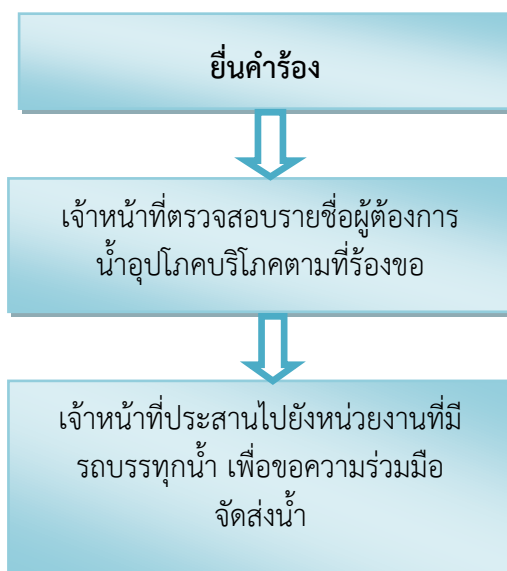 ยื่นคำร้อง
เจ้าหน้าที่ตรวจสอบรายชื่อผู้ต้องการ
น้ำอุปโภคบริโภคตามที่ร้องขอ
เจ้าหน้าที่ประสานไปยังหน่วยงานที่มี
รถบรรทุกน้ำ เพื่อขอความร่วมมือ
จัดส่งน้ำ